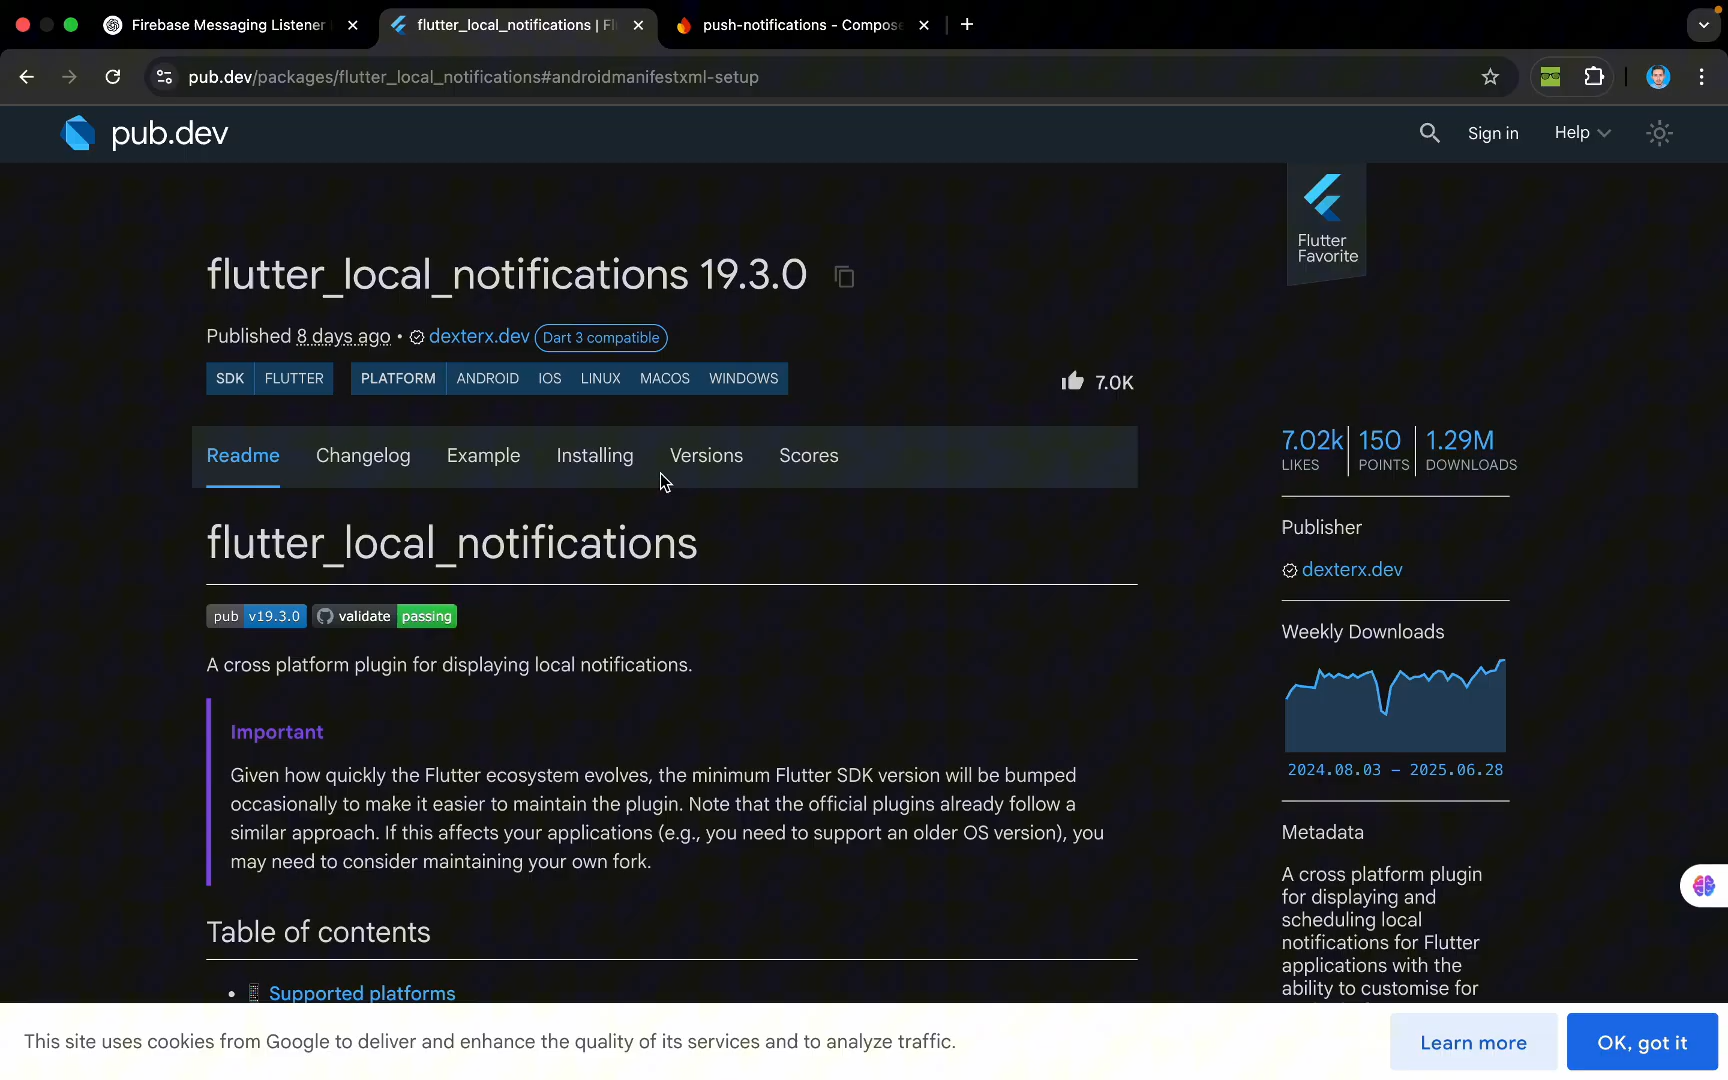 Firebase Messaging Listener
flutter_local_notifications | Fl
push-notifications - Compose
pub.dev/packages/flutter_local_notifications#androidmanifestxml-setup
pub.dev
Sign in
Help
Flutter
Favorite
flutter_local_notifications 19.3.0
Published 8 days ago • dexterx.dev Dart 3 compatible
SDK FLUTTER PLATFORM ANDROID IOS LINUX MACOS WINDOWS
7.0K
Readme Changelog Example Installing Versions Scores
7.02k 150 1.29M
LIKES POINTS DOWNLOADS
flutter_local_notifications
pub v19.3.0 validate passing
A cross platform plugin for displaying local notifications.
Important
Given how quickly the Flutter ecosystem evolves, the minimum Flutter SDK version will be bumped
occasionally to make it easier to maintain the plugin. Note that the official plugins already follow a
similar approach. If this affects your applications (e.g., you need to support an older OS version), you
may need to consider maintaining your own fork.
Table of contents
Supported platforms
Publisher
dexterx.dev
Weekly Downloads
2024.08.03 – 2025.06.28
Metadata
A cross platform plugin
for displaying and
scheduling local
notifications for Flutter
applications with the
ability to customise for
This site uses cookies from Google to deliver and enhance the quality of its services and to analyze traffic.
Learn more
OK, got it